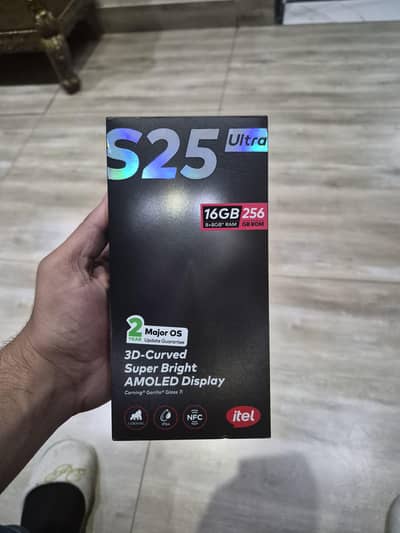 S25 Ultra
16GB 256
8+8GB* RAM GB ROM
2 Major OS
YEAR Update Guarantee
3D-Curved
Super Bright
AMOLED Display
Corning® Gorilla® Glass 7i
NFC
itel